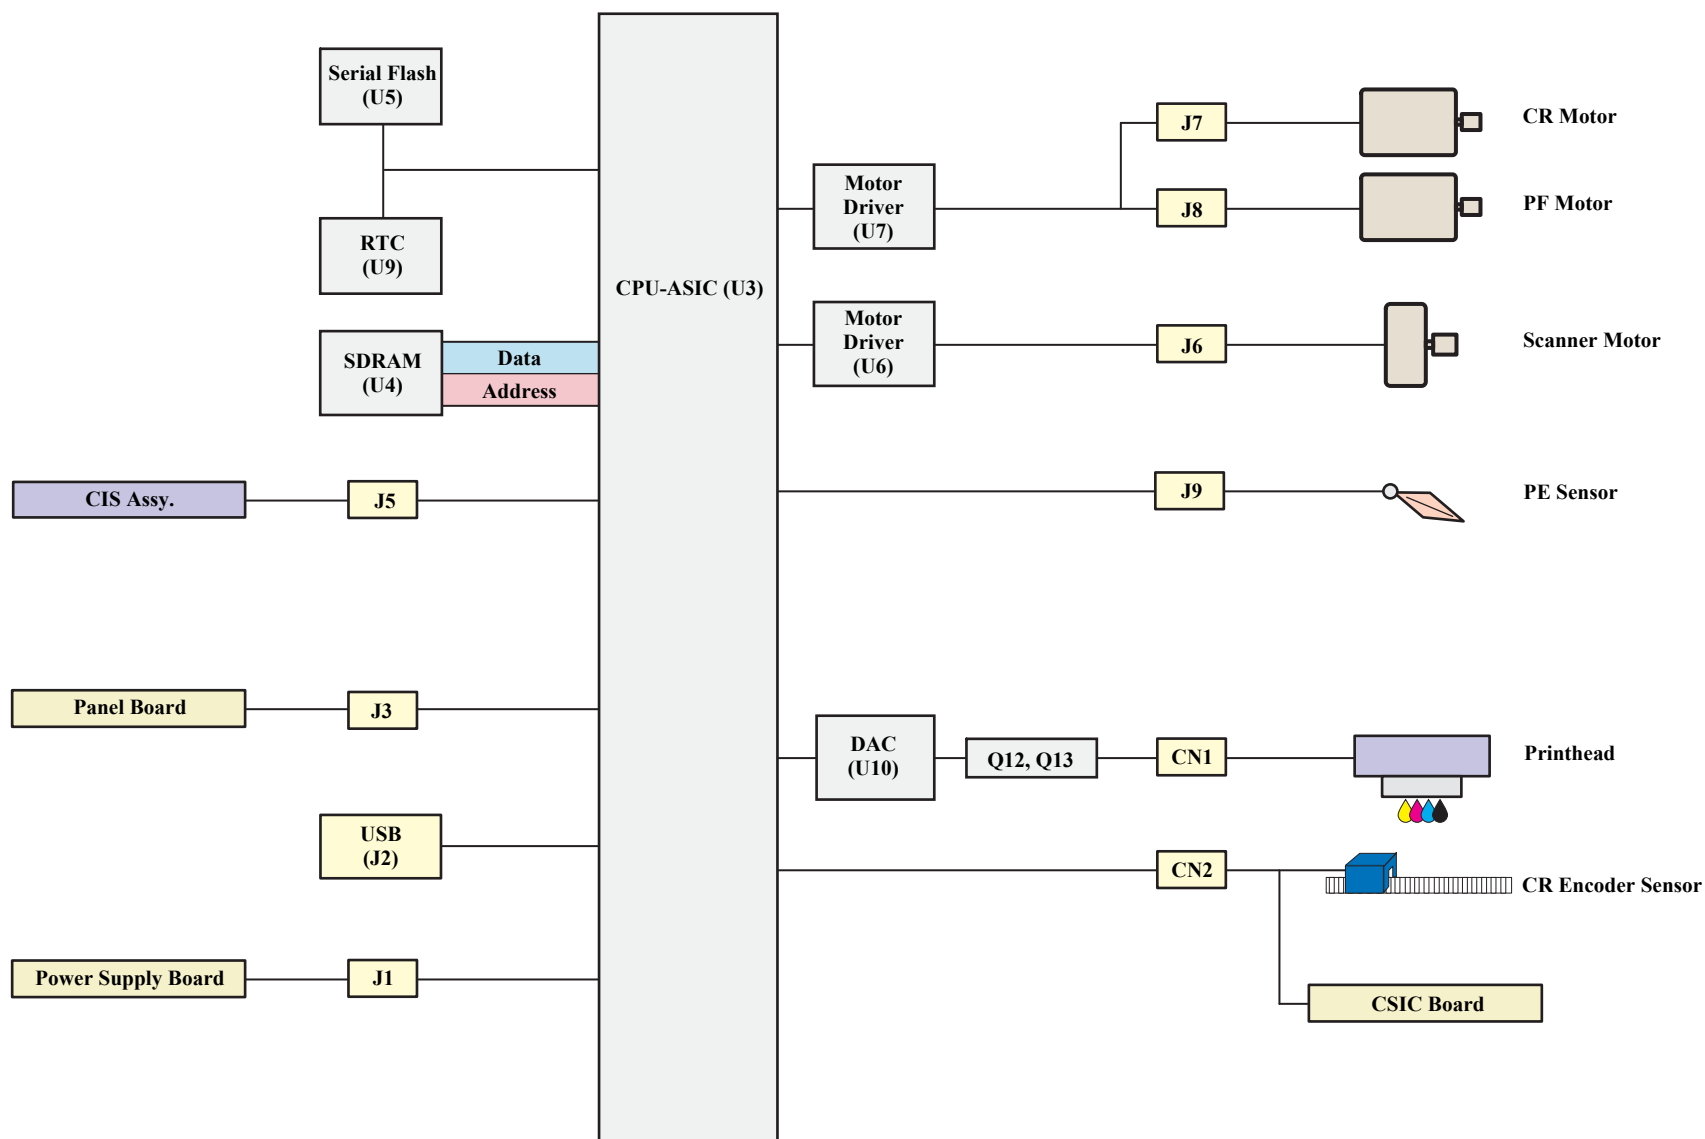 Serial Flash
(U5)
RTC
(U9)
SDRAM
(U4)
Data
Address
CIS Assy.
J5
Panel Board
J3
USB
(J2)
Power Supply Board
J1
CPU-ASIC (U3)
Motor
Driver
(U7)
J7
CR Motor
J8
PF Motor
Motor
Driver
(U6)
J6
Scanner Motor
J9
PE Sensor
DAC
(U10)
Q12, Q13
CN1
Printhead
CN2
CR Encoder Sensor
CSIC Board